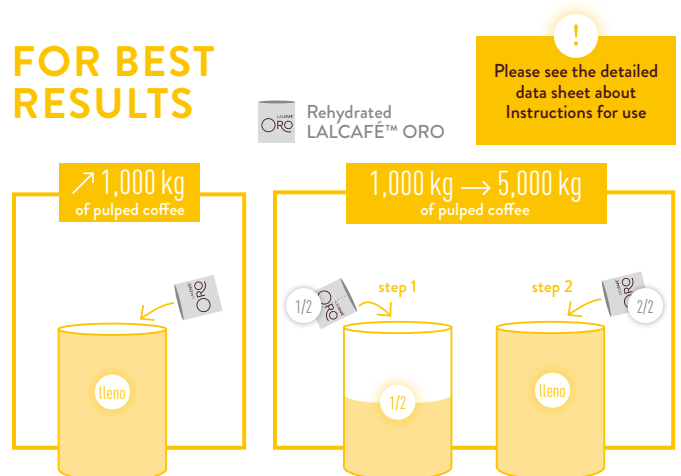 FOR BEST
RESULTS
!
Please see the detailed
data sheet about
Instructions for use
LALCAFÉ
ORO
Rehydrated
LALCAFÉ™ ORO
↗ 1,000 kg
of pulped coffee
1,000 kg → 5,000 kg
of pulped coffee
ORO
lleno
1/2
ORO
step 1
1/2
step 2
ORO
2/2
lleno